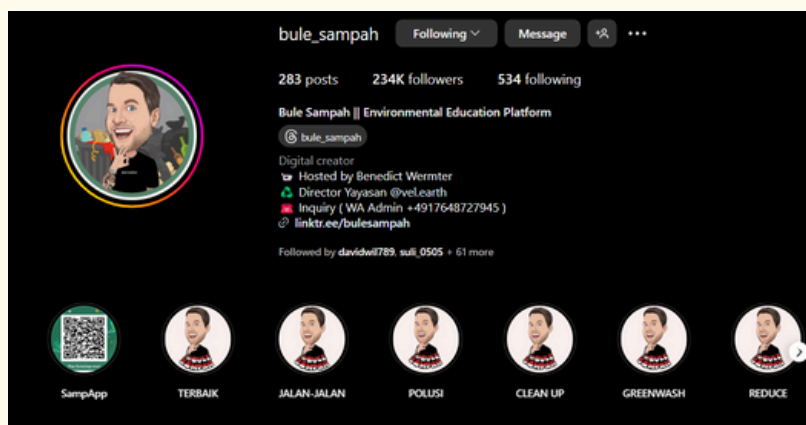 bule_sampah Following Message
283 posts 234K followers 534 following
Bule Sampah || Environmental Education Platform
bule_sampah
Digital creator
Hosted by Benedict Wermter
Director Yayasan @vel.earth
Inquiry ( WA Admin +4917648727945 )
linktr.ee/bulesampah
Followed by davidwil789, suli_0505 + 61 more
SampApp TERBAIK JALAN-JALAN POLUSI CLEAN UP GREENWASH REDUCE